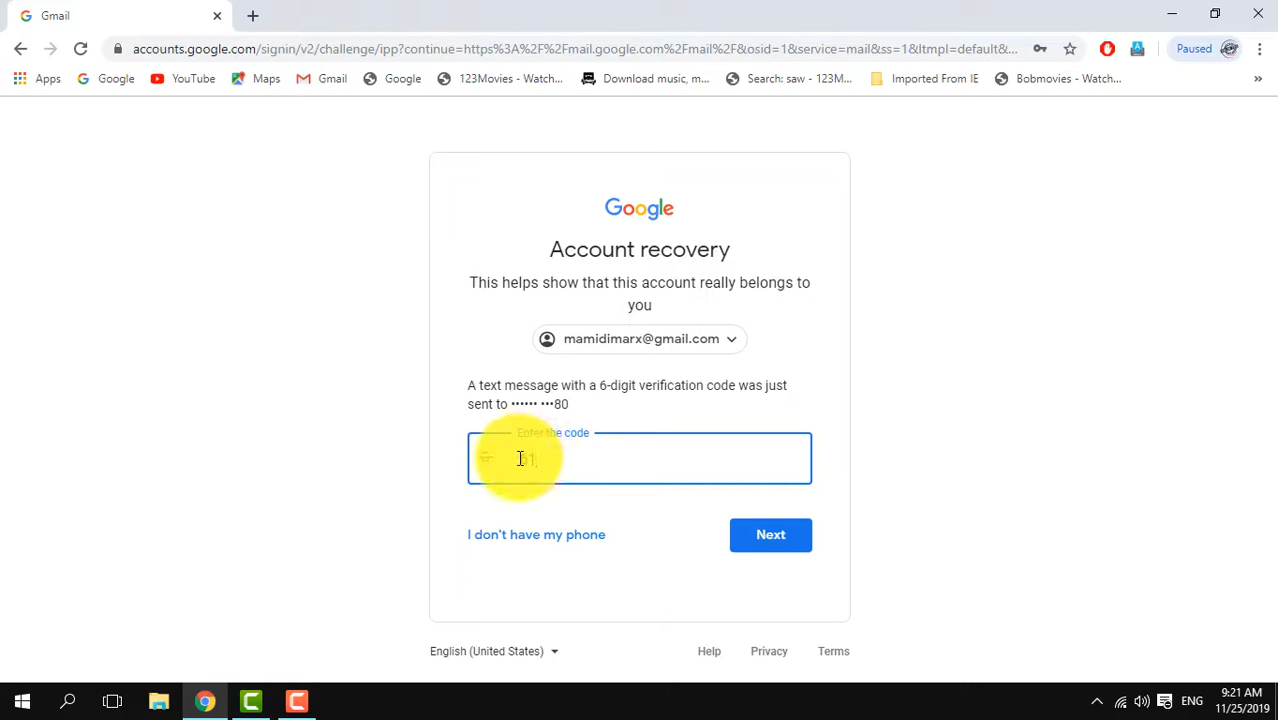 Gmail
accounts.google.com/signin/v2/challenge/ipp?continue=https%3A%2F%2Fmail.google.com%2Fmail%2F&osid=1&service=mail&ss=1&ltmpl=default&...
Paused
Apps
Google
YouTube
Maps
Gmail
Google
123Movies - Watch...
Download music, m...
Search: saw - 123M...
Imported From IE
Bobmovies - Watch...
Google
Account recovery
This helps show that this account really belongs to
you
mamidimarx@gmail.com
A text message with a 6-digit verification code was just
sent to •••••• •••80
Enter the code
I don't have my phone
Next
English (United States)
Help
Privacy
Terms
ENG
9:21 AM
11/25/2019